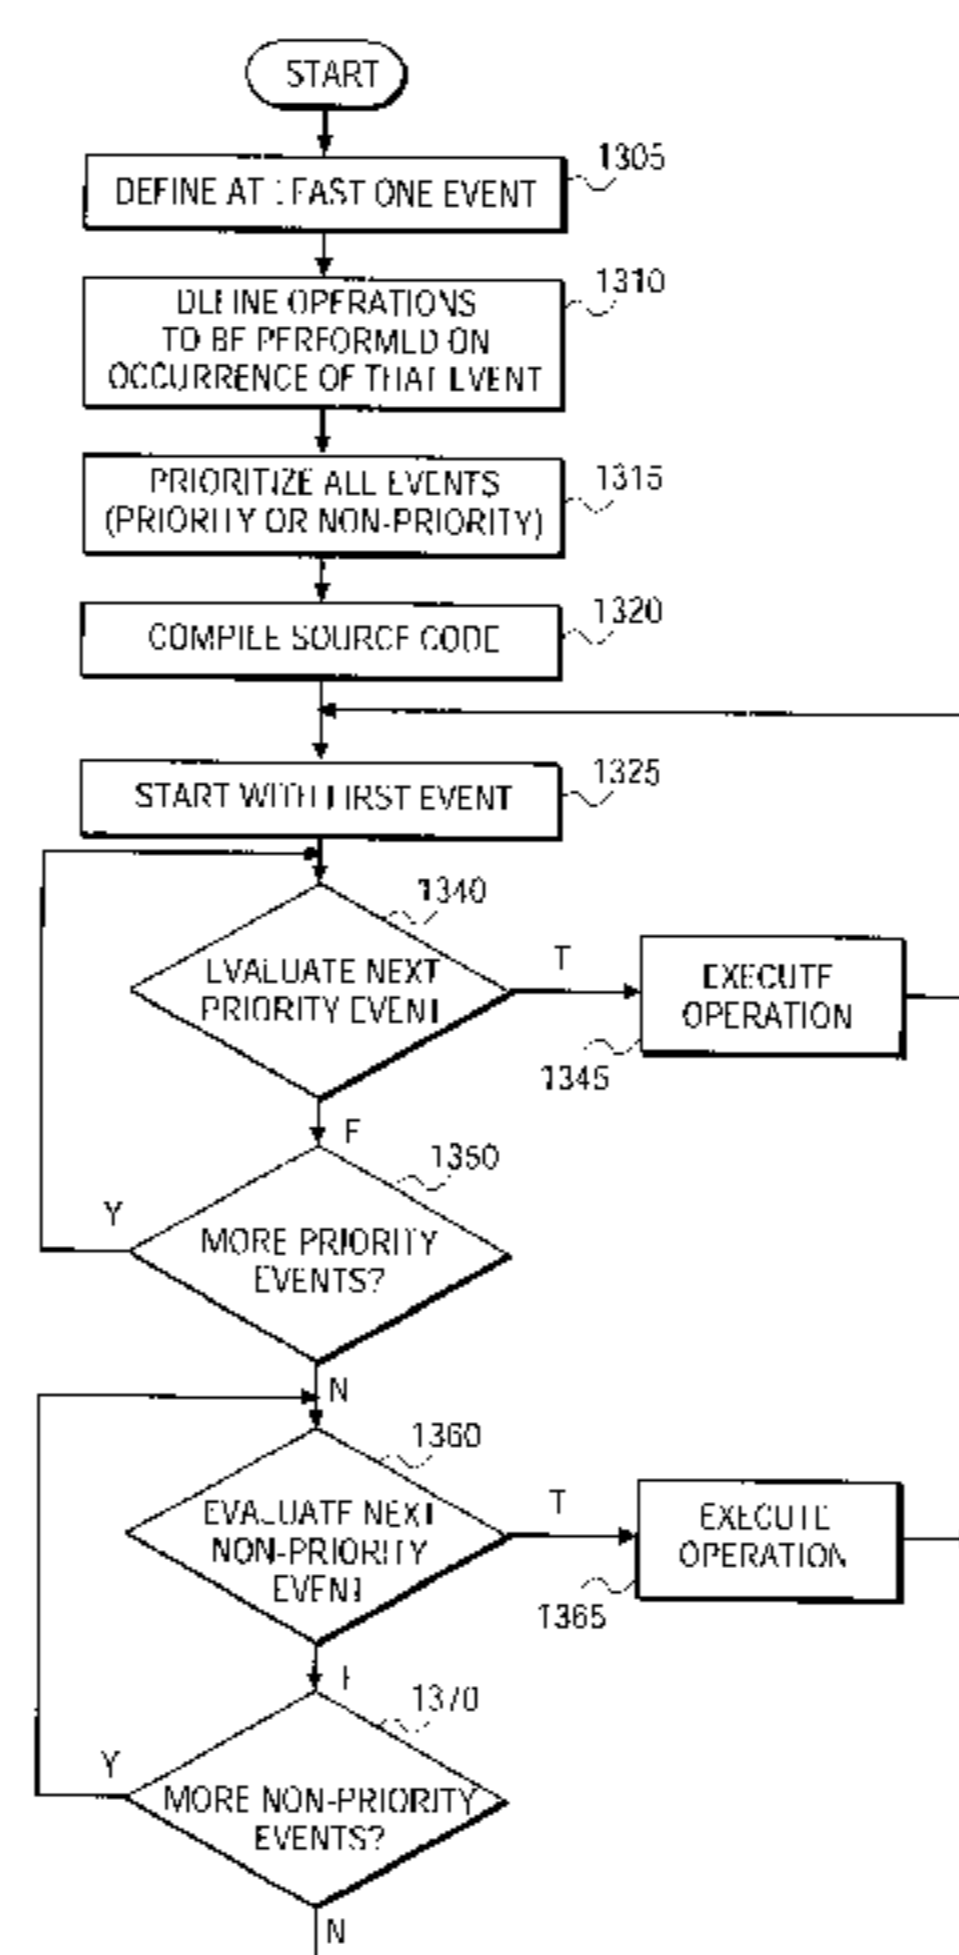 START
1305
DEFINE AT LEAST ONE EVENT
1310
DEFINE OPERATIONS
TO BE PERFORMED ON
OCCURRENCE OF THAT EVENT
1315
PRIORITIZE ALL EVENTS
(PRIORITY OR NON-PRIORITY)
1320
COMPILE SOURCE CODE
1325
START WITH FIRST EVENT
1340
EVALUATE NEXT
PRIORITY EVENT
T
EXECUTE
OPERATION
1345
F
1350
Y
MORE PRIORITY
EVENTS?
N
1360
EVALUATE NEXT
NON-PRIORITY
EVENT
T
EXECUTE
OPERATION
1365
F
1370
Y
MORE NON-PRIORITY
EVENTS?
N